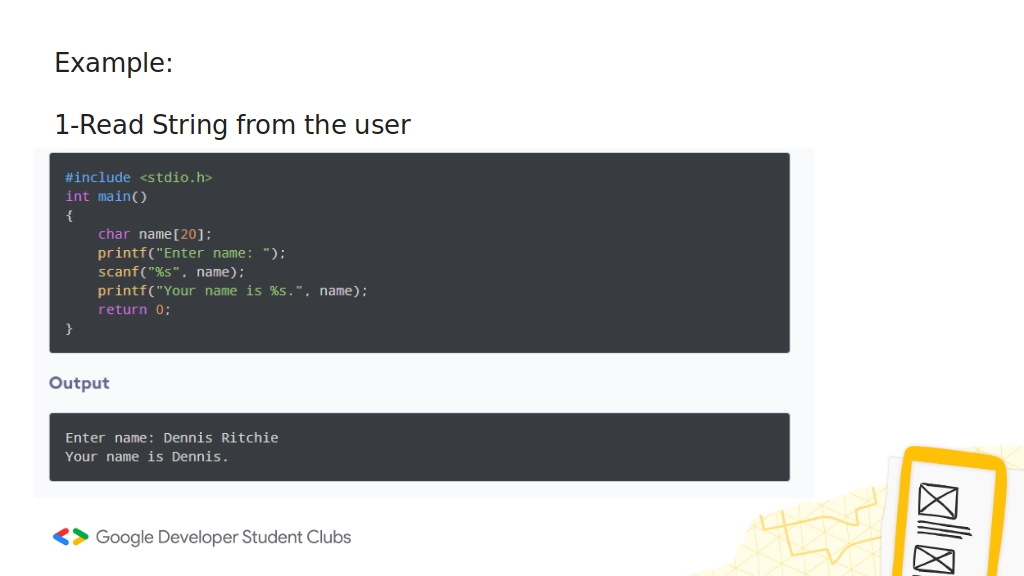 Example:
1-Read String from the user
#include <stdio.h>
int main()
{
    char name[20];
    printf("Enter name: ");
    scanf("%s", name);
    printf("Your name is %s.", name);
    return 0;
}
Output
Enter name: Dennis Ritchie
Your name is Dennis.
Google Developer Student Clubs